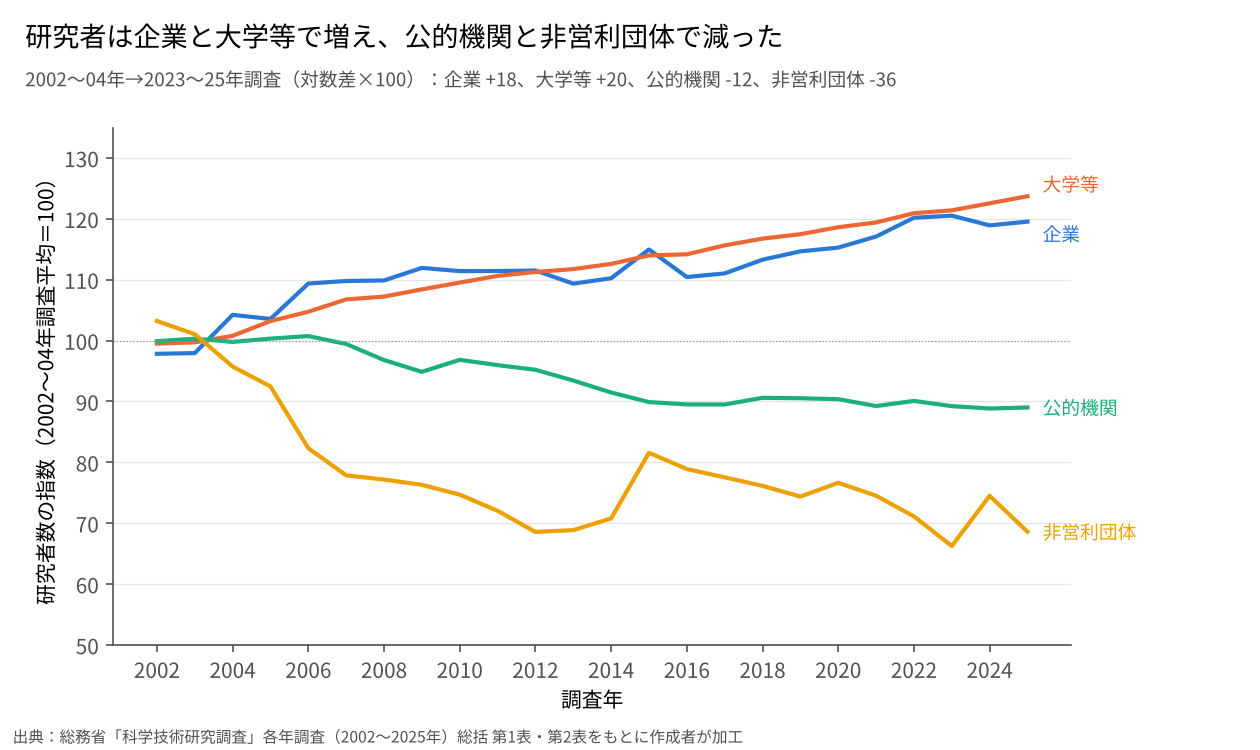 研究者は企業と大学等で増え、公的機関と非営利団体で減った
2002～04年→2023～25年調査（対数差×100）：企業 +18、大学等 +20、公的機関 -12、非営利団体 -36
研究者数の指数（2002～04年調査平均＝100）
130
120
110
100
90
80
70
60
50
大学等
企業
公的機関
非営利団体
2002 2004 2006 2008 2010 2012 2014 2016 2018 2020 2022 2024
調査年
出典：総務省「科学技術研究調査」各年調査（2002～2025年）総括 第1表・第2表をもとに作成者が加工